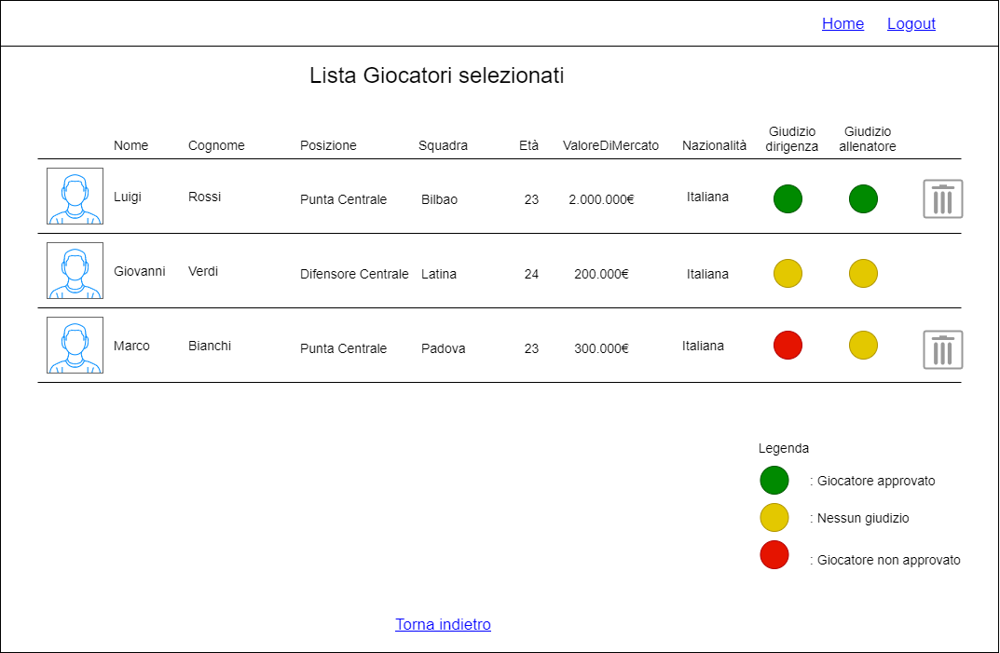 Home Logout
Lista Giocatori selezionati
Nome Cognome Posizione Squadra Età ValoreDiMercato Nazionalità Giudizio dirigenza Giudizio allenatore
Luigi Rossi Punta Centrale Bilbao 23 2.000.000€ Italiana
Giovanni Verdi Difensore Centrale Latina 24 200.000€ Italiana
Marco Bianchi Punta Centrale Padova 23 300.000€ Italiana
Legenda
: Giocatore approvato
: Nessun giudizio
: Giocatore non approvato
Torna indietro